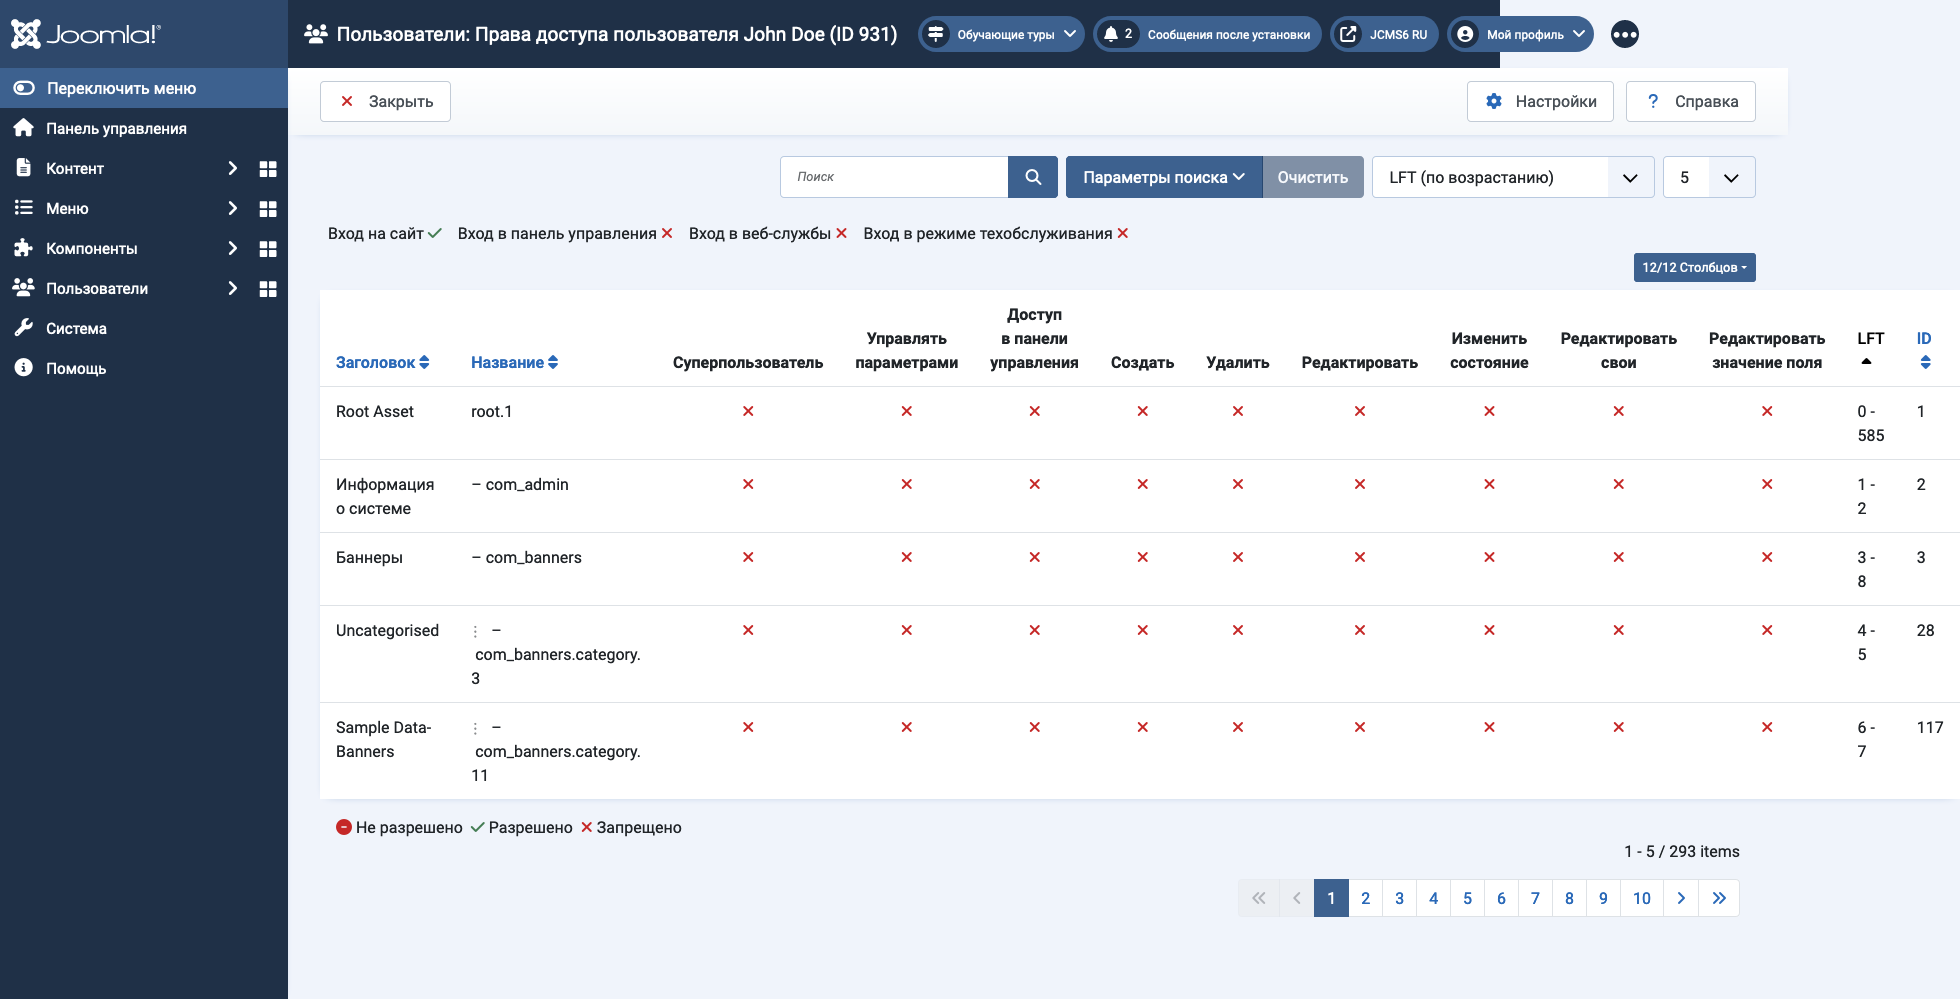 Joomla!
Пользователи: Права доступа пользователя John Doe (ID 931)
Обучающие туры
2 Сообщения после установки
JCMS6 RU
Мой профиль
Переключить меню
Панель управления
Контент
Меню
Компоненты
Пользователи
Система
Помощь
Закрыть
Настройки
? Справка
Поиск
Параметры поиска
Очистить
LFT (по возрастанию)
5
Вход на сайт Вход в панель управления Вход в веб-службы Вход в режиме техобслуживания
12/12 Столбцов
Заголовок
Название
Суперпользователь
Управлять
параметрами
Доступ
в панели
управления
Создать
Удалить
Редактировать
Изменить
состояние
Редактировать
свои
Редактировать
значение поля
LFT
ID
Root Asset
root.1
0 -
585
1
Информация
о системе
– com_admin
1 -
2
2
Баннеры
– com_banners
3 -
8
3
Uncategorised
⋮ –
com_banners.category.
3
4 -
5
28
Sample Data-
Banners
⋮ –
com_banners.category.
11
6 -
7
117
Не разрешено Разрешено Запрещено
1 - 5 / 293 items
1 2 3 4 5 6 7 8 9 10